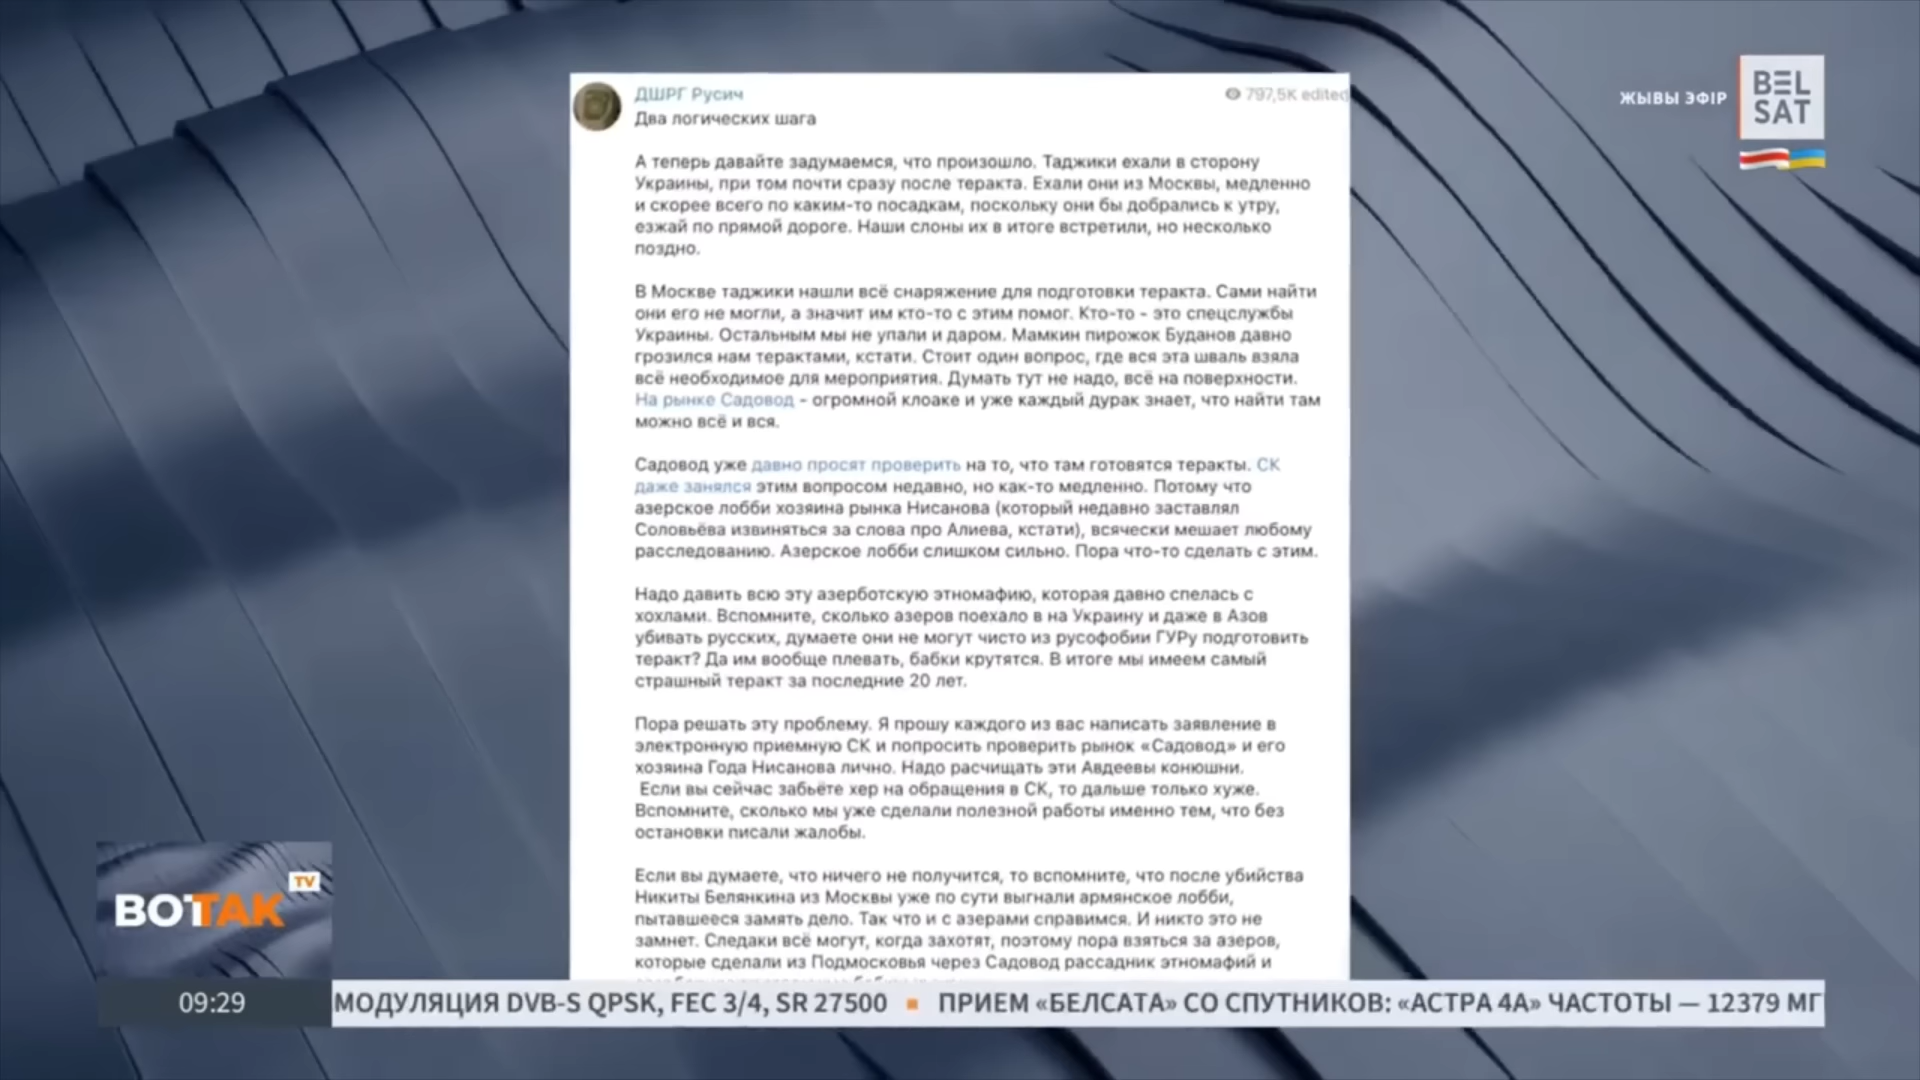 ДШРГ Русич
797,5K edited
Два логических шага
А теперь давайте задумаемся, что произошло. Таджики ехали в сторону
Украины, при том почти сразу после теракта. Ехали они из Москвы, медленно
и скорее всего по каким-то посадкам, поскольку они бы добрались к утру,
езжай по прямой дороге. Наши слоны их в итоге встретили, но несколько
поздно.
В Москве таджики нашли всё снаряжение для подготовки теракта. Сами найти
они его не могли, а значит им кто-то с этим помог. Кто-то - это спецслужбы
Украины. Остальным мы не упали и даром. Мамкин пирожок Буданов давно
грозился нам терактами, кстати. Стоит один вопрос, где вся эта шваль взяла
всё необходимое для мероприятия. Думать тут не надо, всё на поверхности.
На рынке Садовод - огромной клоаке и уже каждый дурак знает, что найти там
можно всё и вся.
Садовод уже давно просят проверить на то, что там готовятся теракты. СК
даже занялся этим вопросом недавно, но как-то медленно. Потому что
азерское лобби хозяина рынка Нисанова (который недавно заставлял
Соловьёва извиняться за слова про Алиева, кстати), всячески мешает любому
расследованию. Азерское лобби слишком сильно. Пора что-то сделать с этим.
Надо давить всю эту азерботскую этномафию, которая давно спелась с
хохлами. Вспомните, сколько азеров поехало в на Украину и даже в Азов
убивать русских, думаете они не могут чисто из русофобии ГУРу подготовить
теракт? Да им вообще плевать, бабки крутятся. В итоге мы имеем самый
страшный теракт за последние 20 лет.
Пора решать эту проблему. Я прошу каждого из вас написать заявление в
электронную приемную СК и попросить проверить рынок «Садовод» и его
хозяина Года Нисанова лично. Надо расчищать эти Авдеевы конюшни.
Если вы сейчас забьёте хер на обращения в СК, то дальше только хуже.
Вспомните, сколько мы уже сделали полезной работы именно тем, что без
остановки писали жалобы.
Если вы думаете, что ничего не получится, то вспомните, что после убийства
Никиты Белянкина из Москвы уже по сути выгнали армянское лобби,
пытавшееся замять дело. Так что и с азерами справимся. И никто это не
замнет. Следаки всё могут, когда захотят, поэтому пора взяться за азеров,
которые сделали из Подмосковья через Садовод рассадник этномафий и
ЖЫВЫ ЭФІР
BEL
SAT
ВОТ ТАК
TV
09:29
МОДУЛЯЦИЯ DVB-S QPSK, FEC 3/4, SR 27500 ▪ ПРИЕМ «БЕЛСАТА» СО СПУТНИКОВ: «АСТРА 4А» ЧАСТОТЫ — 12379 МГ